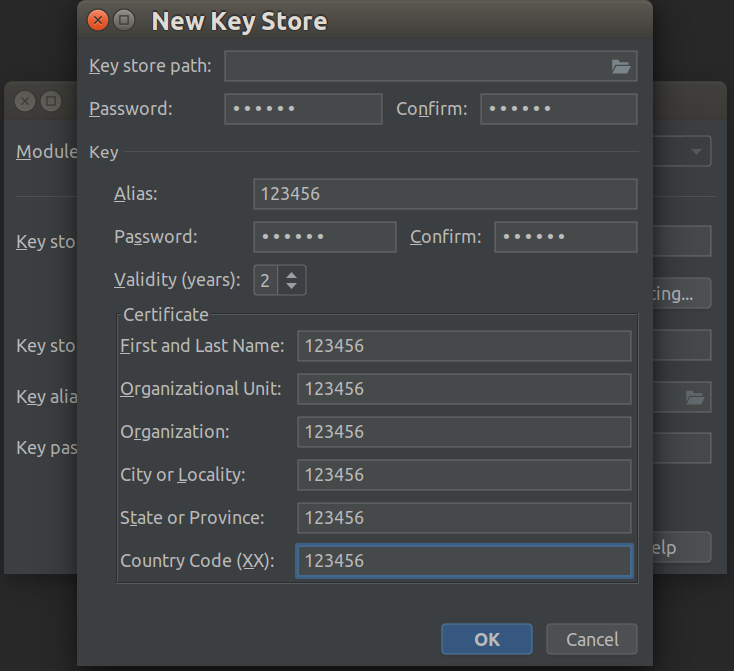 New Key Store
Key store path:
Password: •••••• Confirm: ••••••
Module
Key
Alias: 123456
Key sto
Password: •••••• Confirm: ••••••
Validity (years): 2
ting...
Certificate
First and Last Name: 123456
Key sto
Organizational Unit: 123456
Key alia
Organization: 123456
Key pas
City or Locality: 123456
State or Province: 123456
elp
Country Code (XX): 123456
OK Cancel